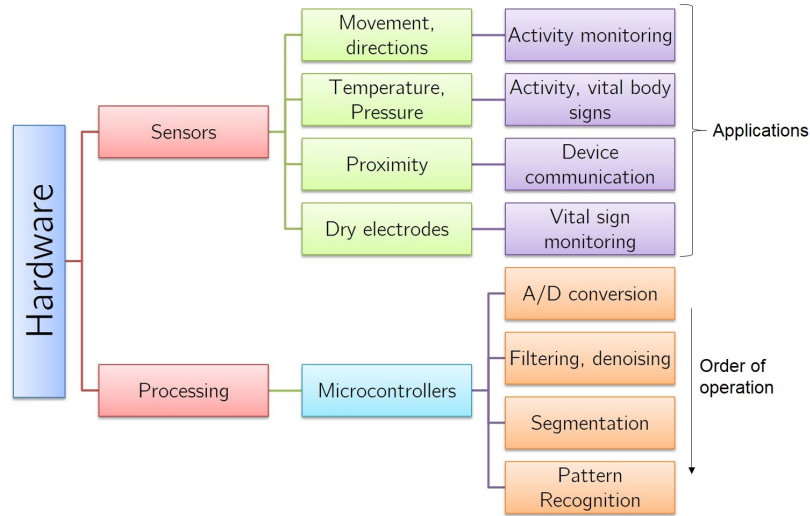 Hardware
Sensors
Movement,
directions
Activity monitoring
Temperature,
Pressure
Activity, vital body
signs
Proximity
Device
communication
Dry electrodes
Vital sign
monitoring
Applications
Processing
Microcontrollers
A/D conversion
Filtering, denoising
Segmentation
Pattern
Recognition
Order of
operation